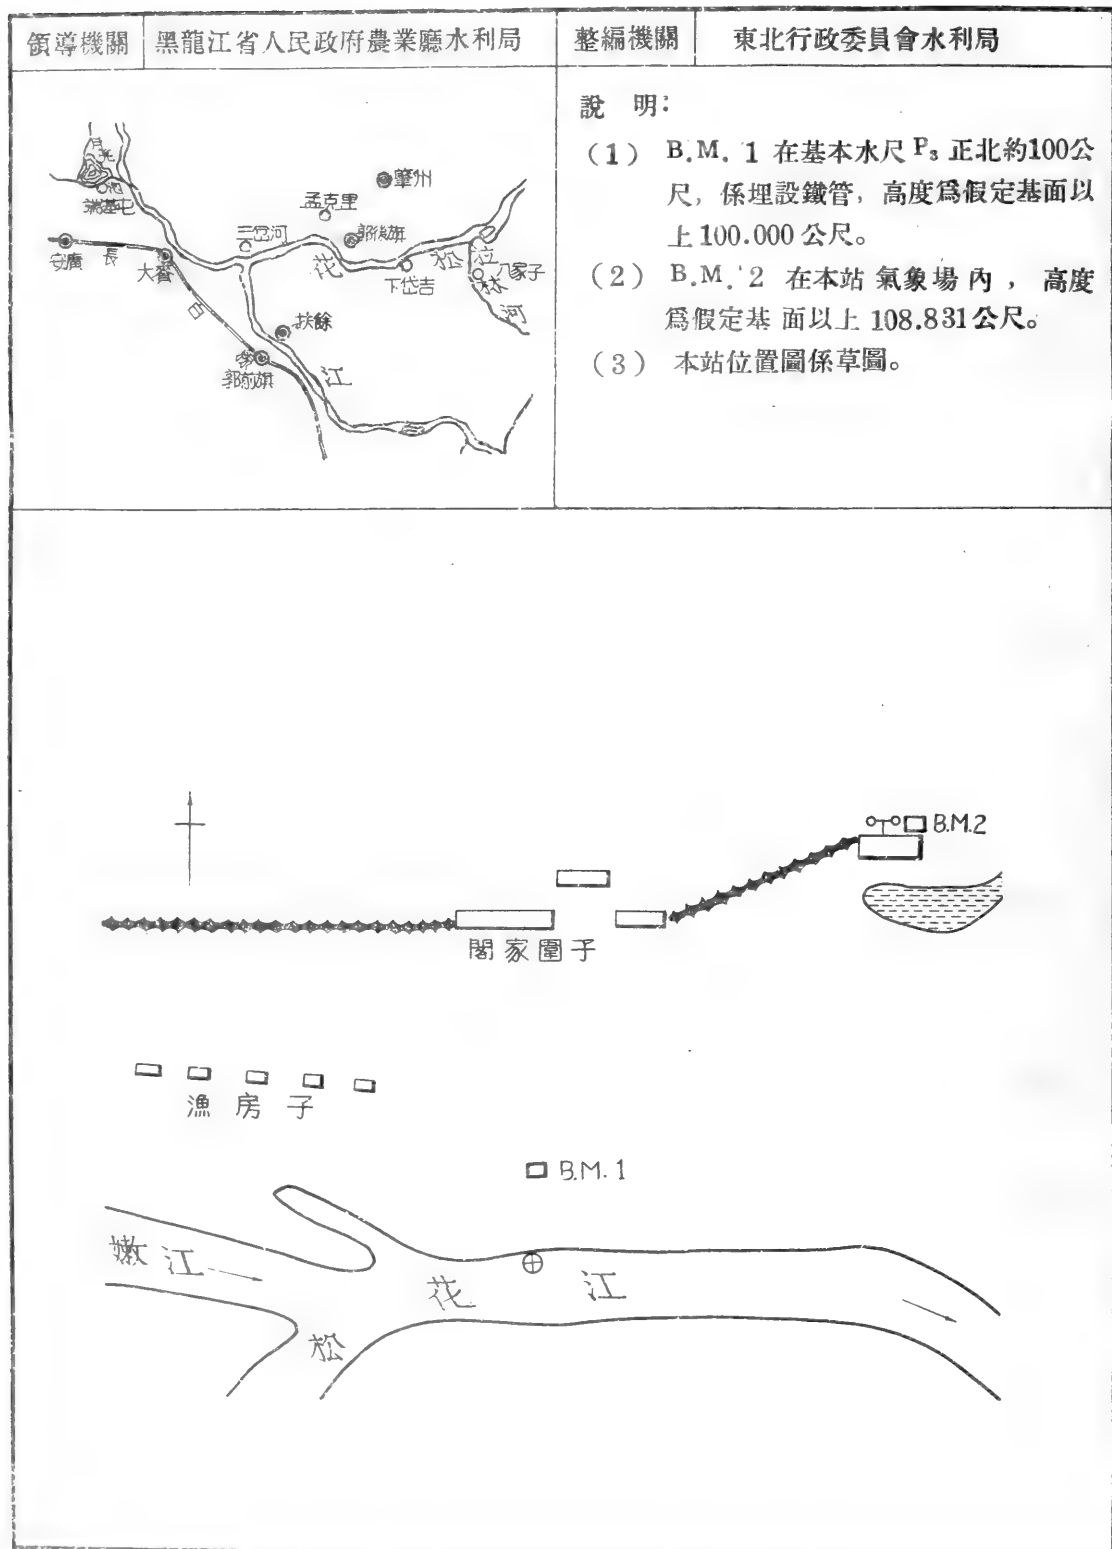 領導機關 黑龍江省人民政府農業廳水利局 整編機關 東北行政委員會水利局
說 明：
(1) B.M. 1 在基本水尺 P₃ 正北約100公
尺，係埋設鐵管，高度爲假定基面以
上 100.000 公尺。
(2) B.M. 2 在本站氣象場內，高度
爲假定基面以上 108.831公尺。
(3) 本站位置圖係草圖。
月
池
肇州
孟克里
三岔河
郭後旗
花
松
拉
林
河
八家子
下岱吉
安廣
長
大賚
扶餘
郭前旗
江
B.M.2
閻家圍子
漁房子
B.M. 1
嫩江
花 江
松